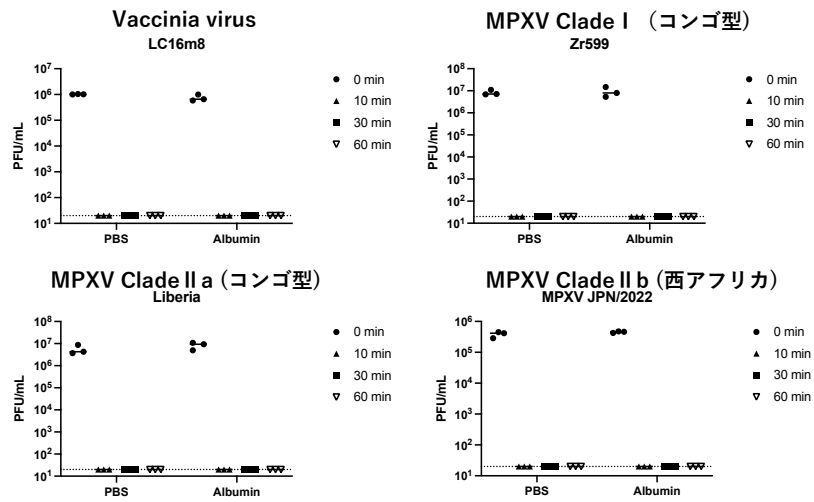 Vaccinia virus
LC16m8
PFU/mL
10⁷
10⁶
10⁵
10⁴
10³
10²
10¹
PBS
Albumin
0 min
10 min
30 min
60 min
MPXV Clade Ⅰ （コンゴ型）
Zr599
PFU/mL
10⁸
10⁷
10⁶
10⁵
10⁴
10³
10²
10¹
PBS
Albumin
0 min
10 min
30 min
60 min
MPXV Clade Ⅱa（コンゴ型）
Liberia
PFU/mL
10⁸
10⁷
10⁶
10⁵
10⁴
10³
10²
10¹
PBS
Albumin
0 min
10 min
30 min
60 min
MPXV Clade Ⅱb（西アフリカ）
MPXV JPN/2022
PFU/mL
10⁶
10⁵
10⁴
10³
10²
10¹
PBS
Albumin
0 min
10 min
30 min
60 min